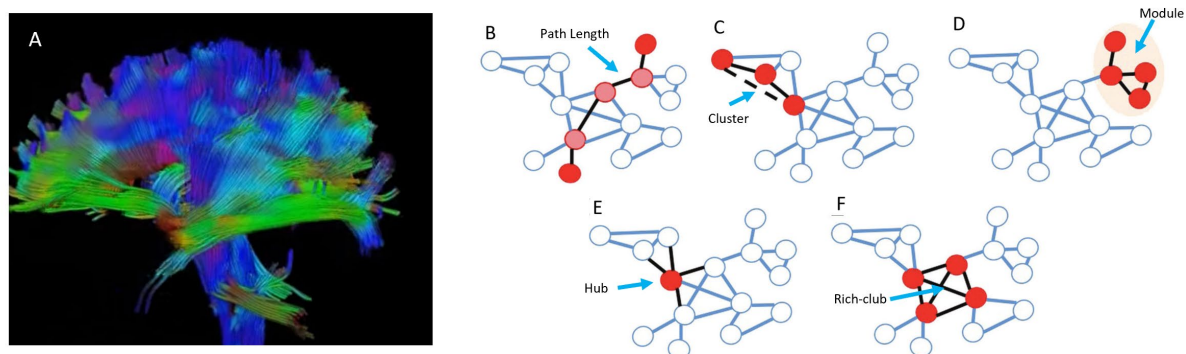 A
B
Path Length
C
Cluster
D
Module
E
Hub
F
Rich-club